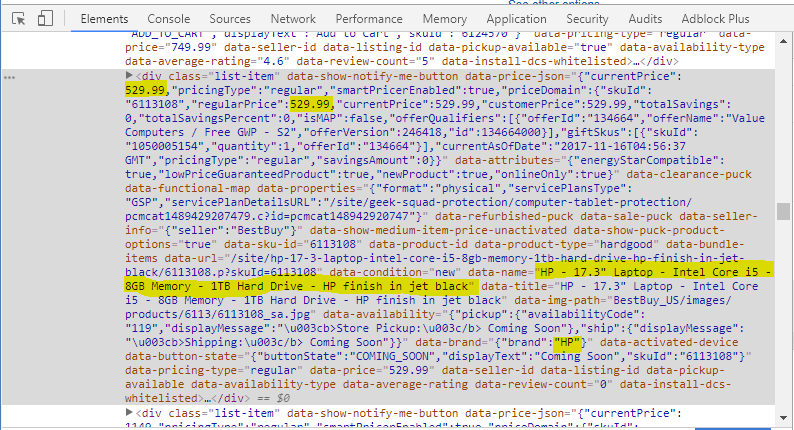 Elements Console Sources Network Performance Memory Application Security Audits Adblock Plus
"ADD_TO_CART","displayText":"Add to Cart","skuId":"6124570"}" data-pricing-type="regular" data-
price="749.99" data-seller-id data-listing-id data-pickup-available="true" data-availability-type
data-average-rating="4.6" data-review-count="5" data-install-dcs-whitelisted>…</div>
… ▶<div class="list-item" data-show-notify-me-button data-price-json="{"currentPrice":
529.99,"pricingType":"regular","smartPricerEnabled":true,"priceDomain":{"skuId":
"6113108","regularPrice":529.99,"currentPrice":529.99,"customerPrice":529.99,"totalSavings":
0,"totalSavingsPercent":0,"isMAP":false,"offerQualifiers":[{"offerId":"134664","offerName":"Value
Computers / Free GWP - S2","offerVersion":246418,"id":134664000}],"giftSkus":[{"skuId":
"1050005154","quantity":1,"offerId":"134664"}],"currentAsOfDate":"2017-11-16T04:56:37
GMT","pricingType":"regular","savingsAmount":0}}" data-attributes="{"energyStarCompatible":
true,"lowPriceGuaranteedProduct":true,"newProduct":true,"onlineOnly":true}" data-clearance-puck
data-functional-map data-properties="{"format":"physical","servicePlansType":
"GSP","servicePlanDetailsURL":"/site/geek-squad-protection/computer-tablet-protection/
pcmcat1489429207479.c?id=pcmcat148942920747"}" data-refurbished-puck data-sale-puck data-seller-
info="{"seller":"BestBuy"}" data-show-medium-item-price-unactivated data-show-puck-product-
options="true" data-sku-id="6113108" data-product-id data-product-type="hardgood" data-bundle-
items data-url="/site/hp-17-3-laptop-intel-core-i5-8gb-memory-1tb-hard-drive-hp-finish-in-jet-
black/6113108.p?skuId=6113108" data-condition="new" data-name="HP - 17.3" Laptop - Intel Core i5 -
8GB Memory - 1TB Hard Drive - HP finish in jet black" data-title="HP - 17.3" Laptop - Intel Core
i5 - 8GB Memory - 1TB Hard Drive - HP finish in jet black" data-img-path="BestBuy_US/images/
products/6113/6113108_sa.jpg" data-availability="{"pickup":{"availabilityCode":
"119","displayMessage":"\u003cb>Store Pickup:\u003c/b> Coming Soon"},"ship":{"displayMessage":
"\u003cb>Shipping:\u003c/b> Coming Soon"}}" data-brand="{"brand":"HP"}" data-activated-device
data-button-state="{"buttonState":"COMING_SOON","displayText":"Coming Soon","skuId":"6113108"}"
data-pricing-type="regular" data-price="529.99" data-seller-id data-listing-id data-pickup-
available data-availability-type data-average-rating data-review-count="0" data-install-dcs-
whitelisted>…</div> == $0
▶<div class="list-item" data-show-notify-me-button data-price-json="{"currentPrice":